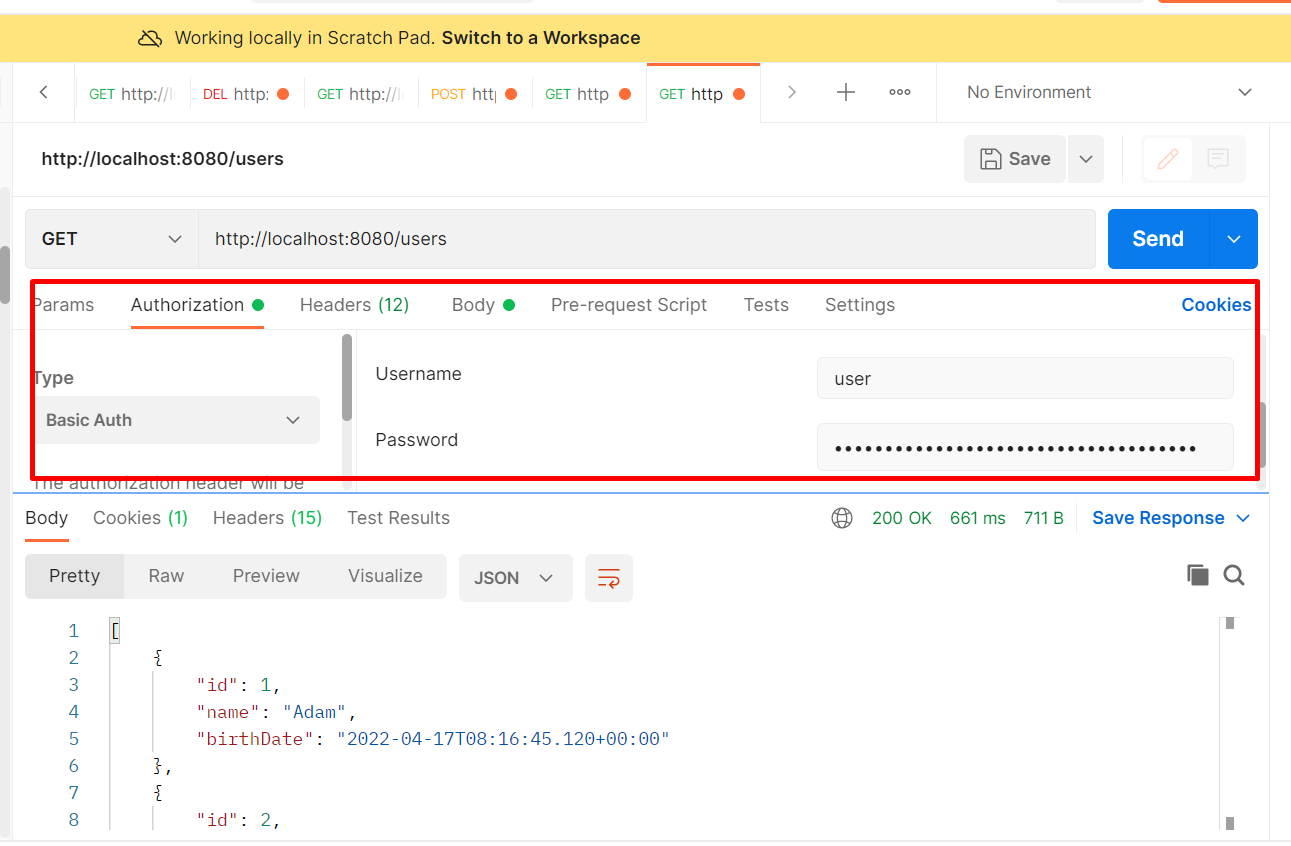 Working locally in Scratch Pad. Switch to a Workspace
GET http:// DEL http: GET http:// POST http GET http GET http No Environment
http://localhost:8080/users Save
GET http://localhost:8080/users Send
Params Authorization Headers (12) Body Pre-request Script Tests Settings Cookies
Type Username user
Basic Auth Password ••••••••••••••••••••••••••••••••••••
The authorization header will be
Body Cookies (1) Headers (15) Test Results 200 OK 661 ms 711 B Save Response
Pretty Raw Preview Visualize JSON
1 [
2 {
3 "id": 1,
4 "name": "Adam",
5 "birthDate": "2022-04-17T08:16:45.120+00:00"
6 },
7 {
8 "id": 2,